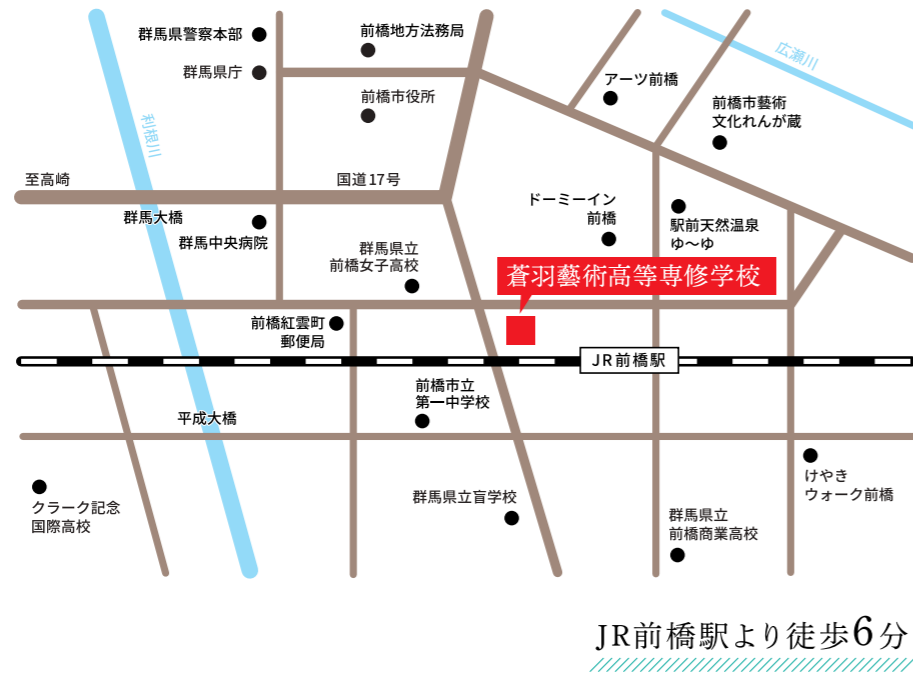 群馬県警察本部
前橋地方法務局
広瀬川
群馬県庁
アーツ前橋
前橋市役所
前橋市藝術
文化れんが蔵
利根川
至高崎
国道17号
群馬大橋
群馬中央病院
ドーミーイン
前橋
駅前天然温泉
ゆ〜ゆ
群馬県立
前橋女子高校
蒼羽藝術高等専修学校
前橋紅雲町
郵便局
JR前橋駅
前橋市立
第一中学校
平成大橋
けやき
ウォーク前橋
クラーク記念
国際高校
群馬県立盲学校
群馬県立
前橋商業高校
JR前橋駅より徒歩6分